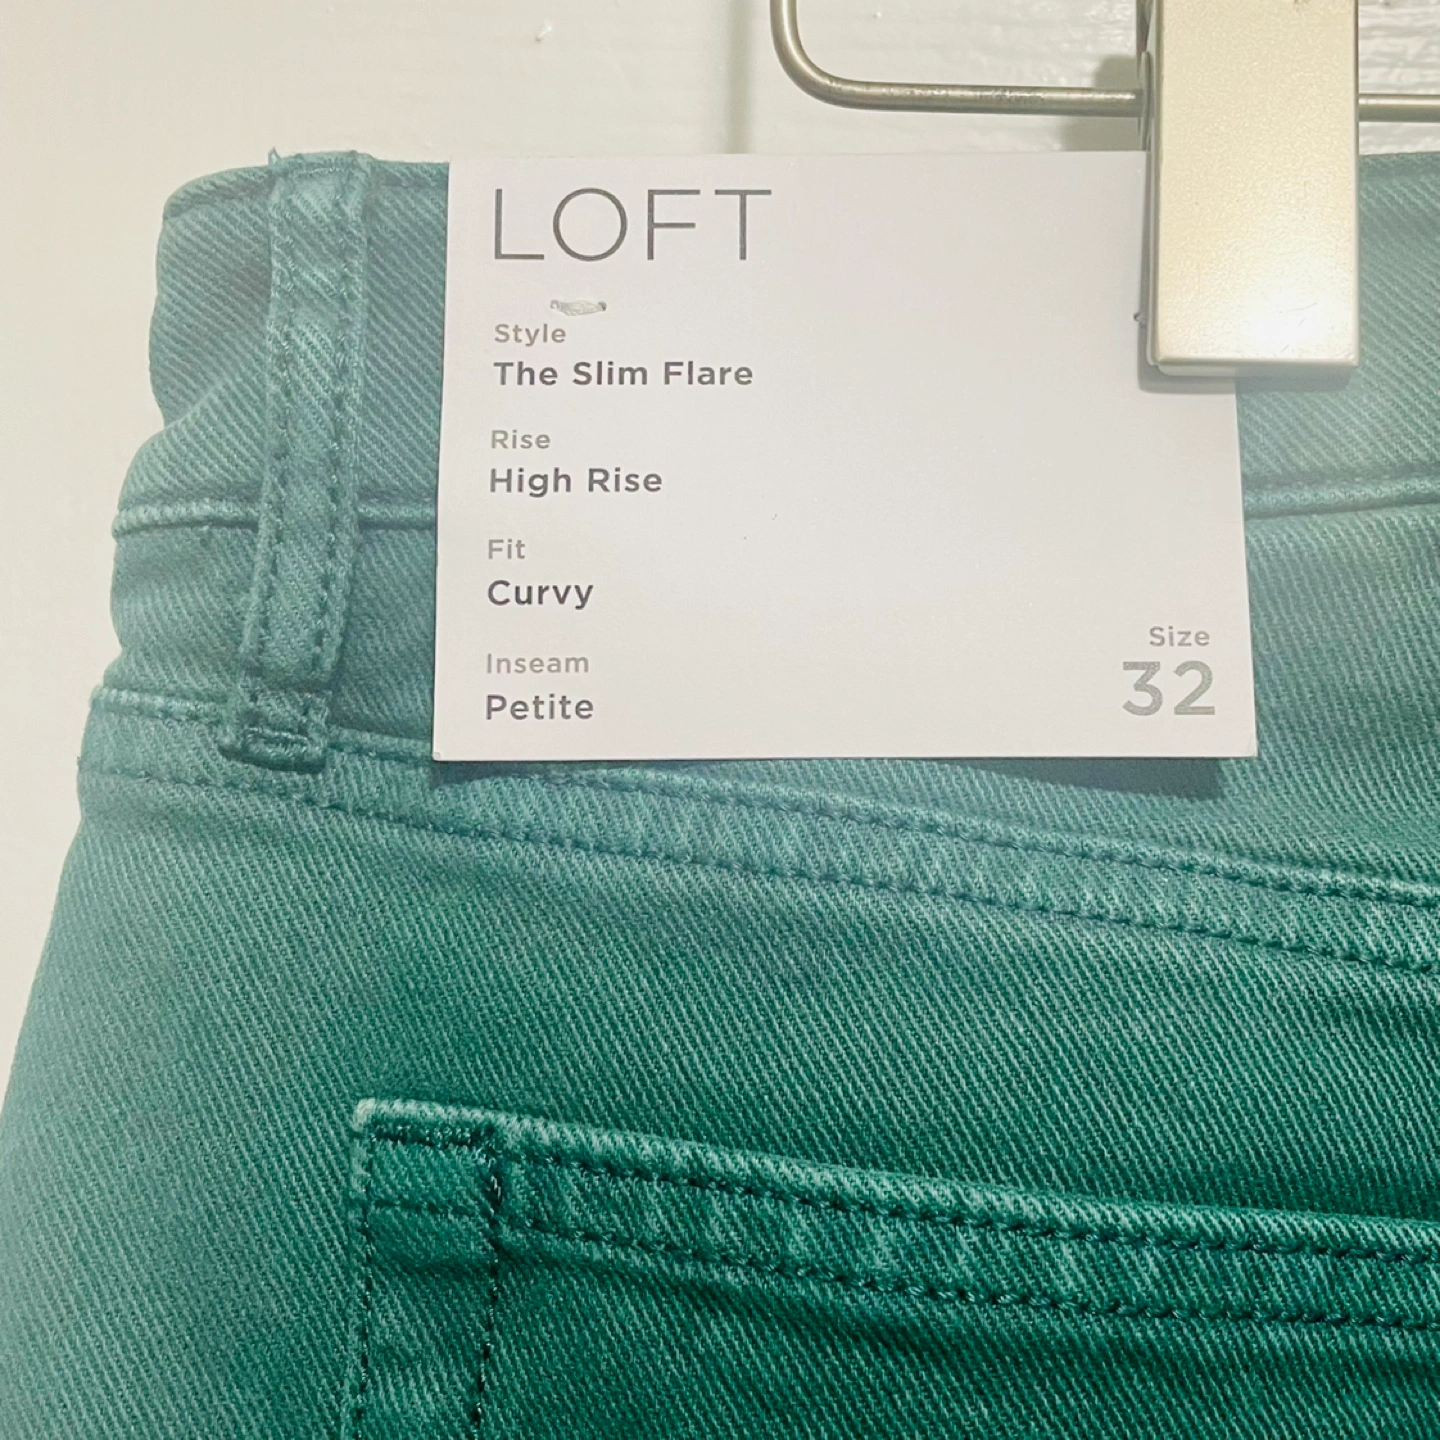 LOFT
Style
The Slim Flare
Rise
High Rise
Fit
Curvy
Inseam
Petite
Size
32